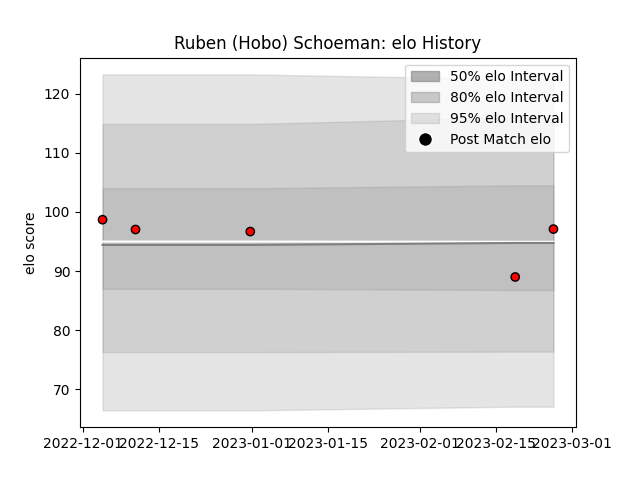 Ruben (Hobo) Schoeman: elo History
50% elo Interval
80% elo Interval
95% elo Interval
Post Match elo
elo score
120
110
100
90
80
70
2022-12-01
2022-12-15
2023-01-01
2023-01-15
2023-02-01
2023-02-15
2023-03-01